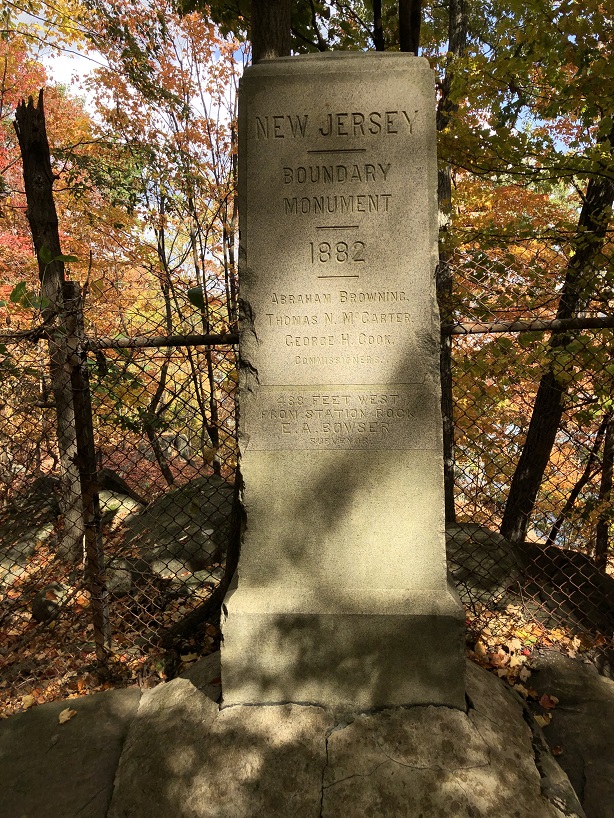 NEW JERSEY
BOUNDARY
MONUMENT
1882
ABRAHAM BROWNING.
THOMAS N. McCARTER.
GEORGE H. COOK.
COMMISSIONERS.
488 FEET WEST
FROM STATION ROCK
E. A. BOWSER
SURVEYOR